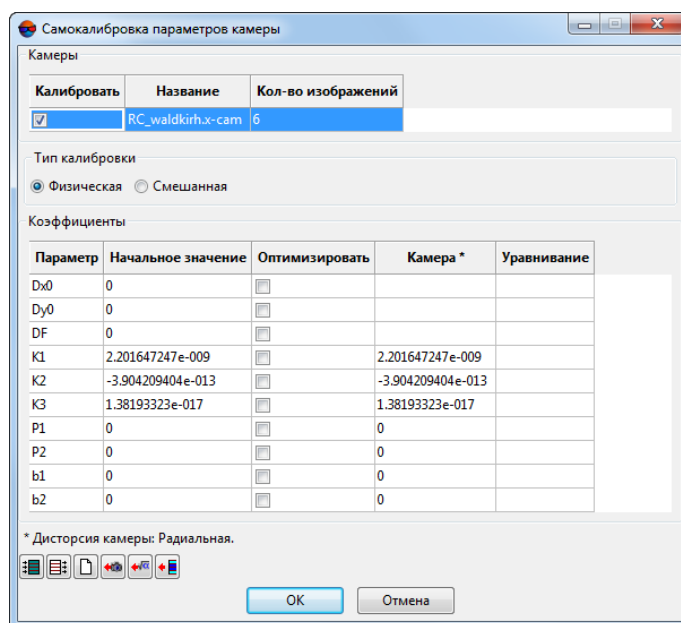 Самокалибровка параметров камеры
Камеры
Калибровать Название Кол-во изображений
RC_waldkirh.x-cam 6
Тип калибровки
Физическая Смешанная
Коэффициенты
Параметр Начальное значение Оптимизировать Камера * Уравнивание
Dx0 0
Dy0 0
DF 0
K1 2.201647247e-009 2.201647247e-009
K2 -3.904209404e-013 -3.904209404e-013
K3 1.38193323e-017 1.38193323e-017
P1 0 0
P2 0 0
b1 0 0
b2 0 0
* Дисторсия камеры: Радиальная.
OK Отмена